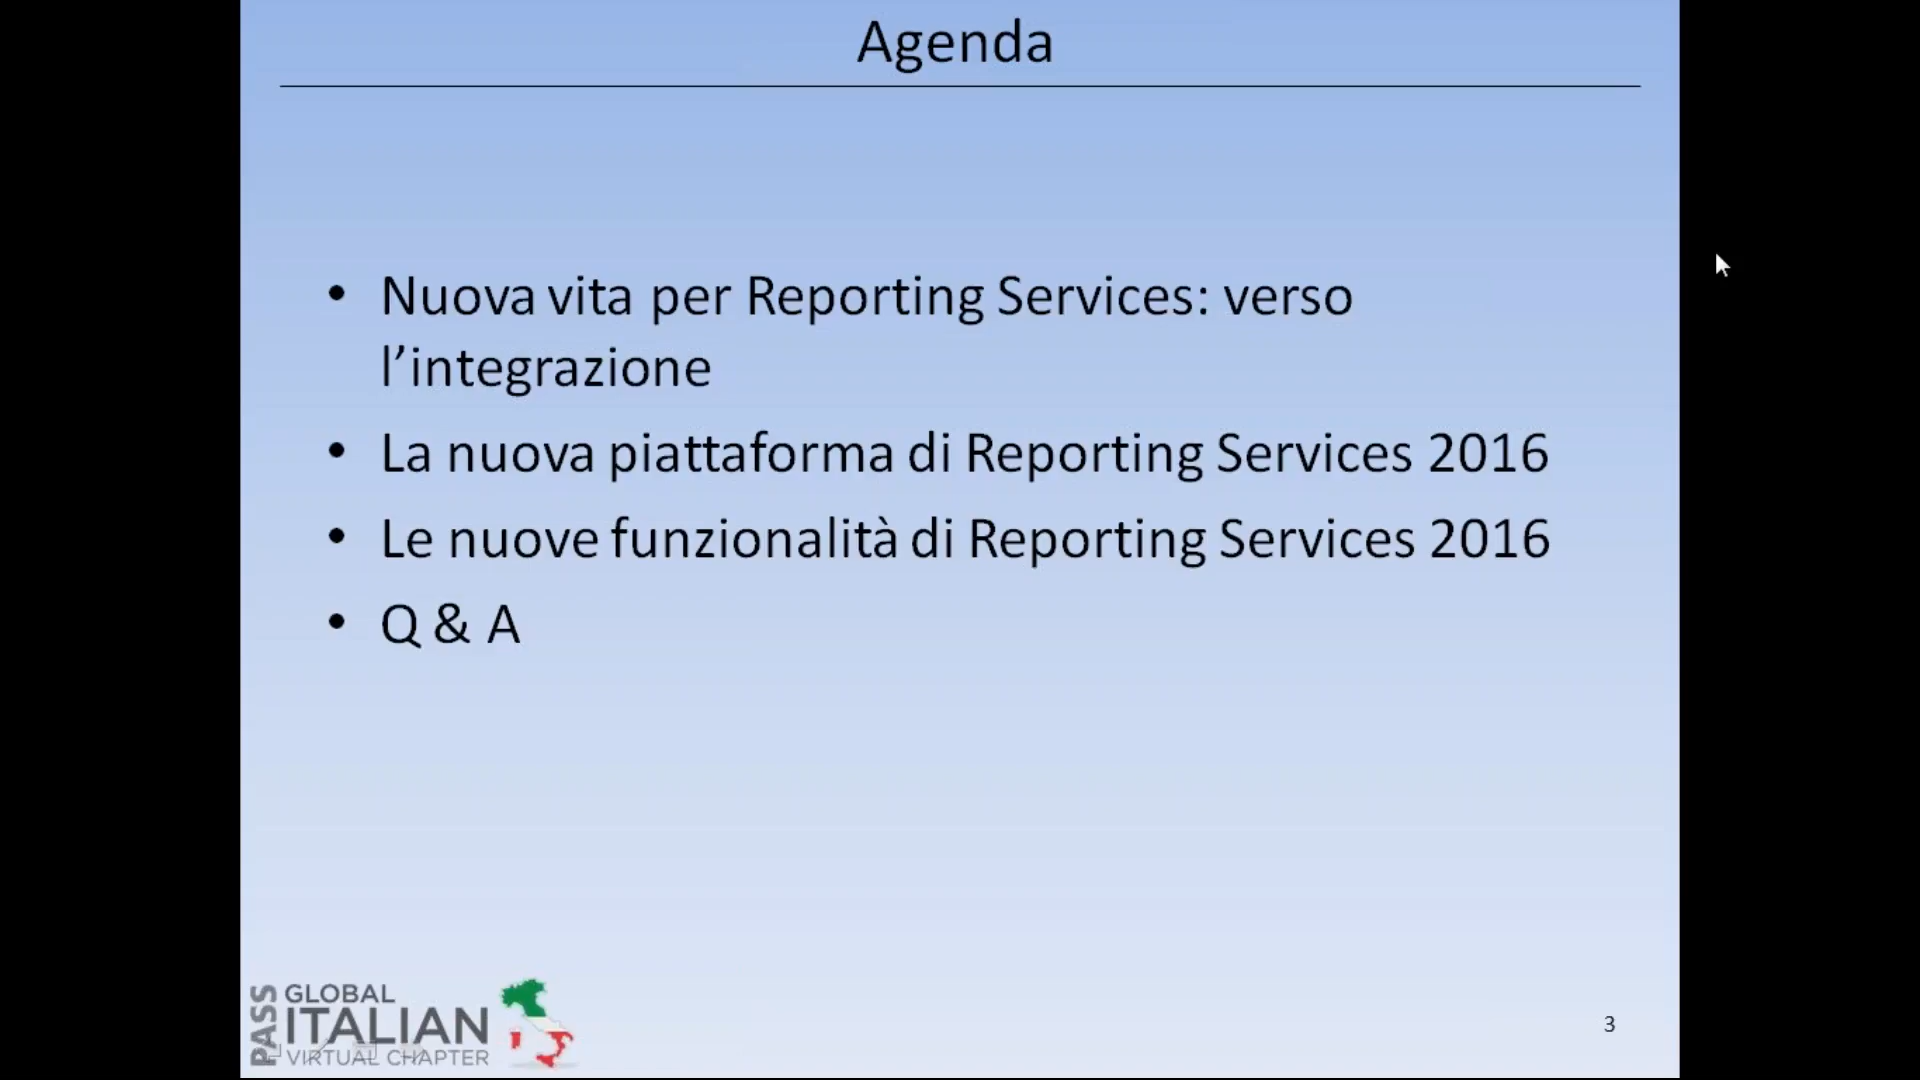 Agenda
• Nuova vita per Reporting Services: verso
l’integrazione
• La nuova piattaforma di Reporting Services 2016
• Le nuove funzionalità di Reporting Services 2016
• Q & A
PASS
GLOBAL
ITALIAN
VIRTUAL CHAPTER
3